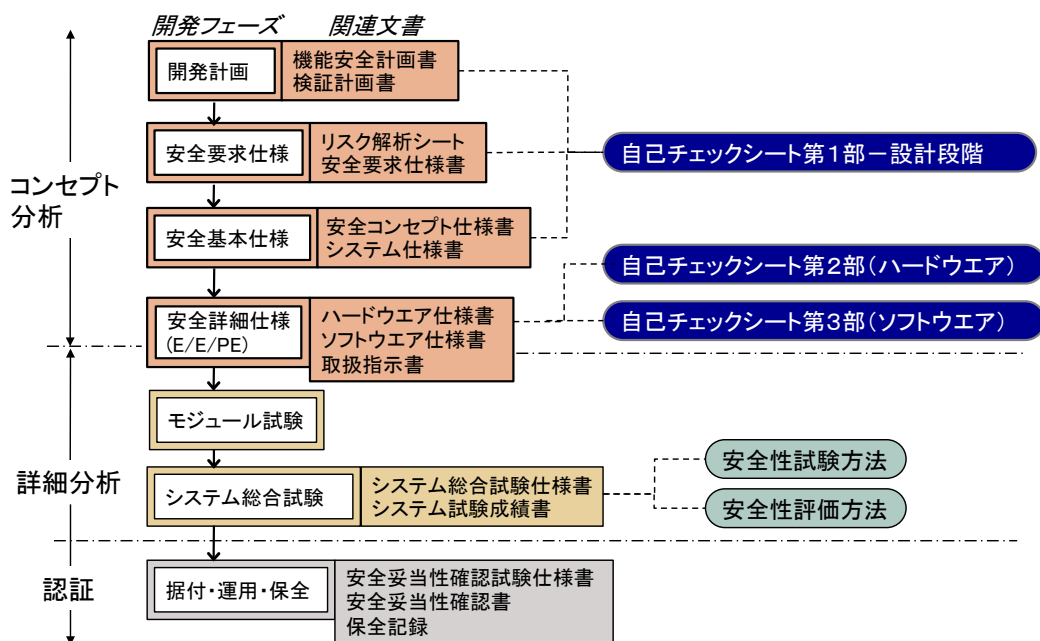 開発フェーズ
関連文書
開発計画
機能安全計画書
検証計画書
安全要求仕様
リスク解析シート
安全要求仕様書
自己チェックシート第１部－設計段階
コンセプト
分析
安全基本仕様
安全コンセプト仕様書
システム仕様書
自己チェックシート第２部(ハードウエア)
安全詳細仕様
(E/E/PE)
ハードウエア仕様書
ソフトウエア仕様書
取扱指示書
自己チェックシート第３部(ソフトウエア)
モジュール試験
詳細分析
システム総合試験
システム総合試験仕様書
システム試験成績書
安全性試験方法
安全性評価方法
認証
据付・運用・保全
安全妥当性確認試験仕様書
安全妥当性確認書
保全記録